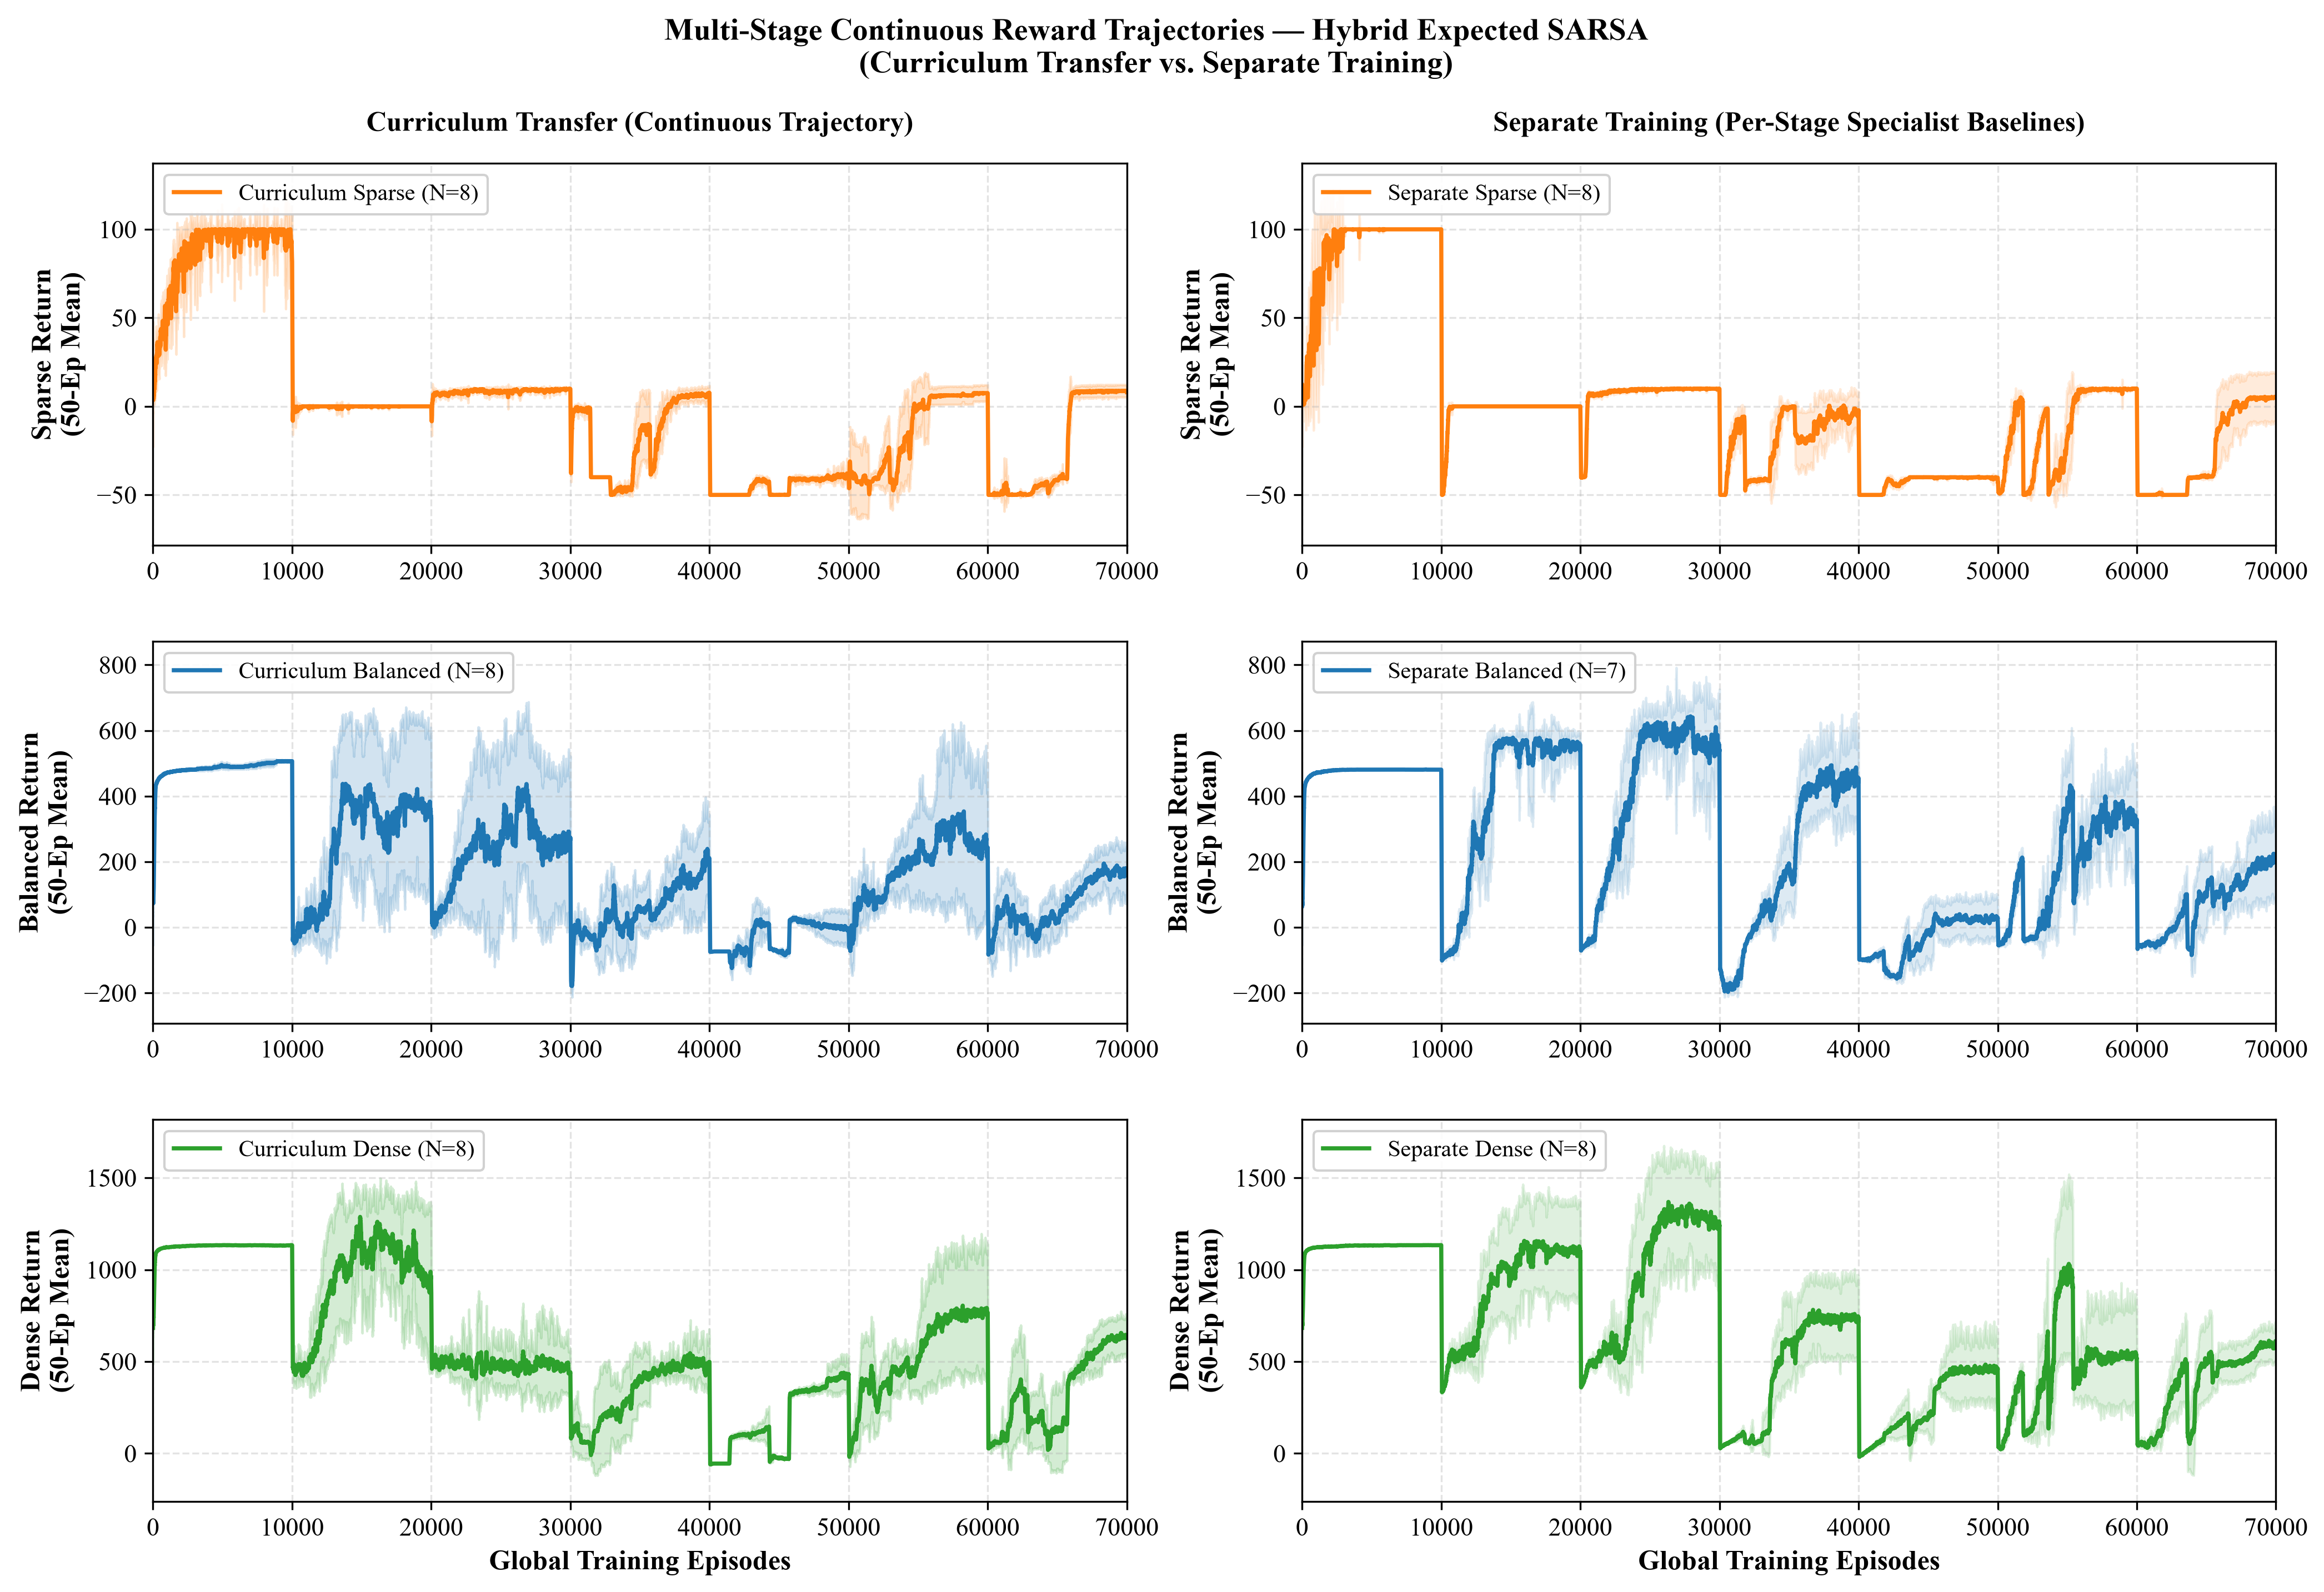 Multi-Stage Continuous Reward Trajectories — Hybrid Expected SARSA
(Curriculum Transfer vs. Separate Training)
Curriculum Transfer (Continuous Trajectory)
Separate Training (Per-Stage Specialist Baselines)
Sparse Return
(50-Ep Mean)
Curriculum Sparse (N=8)
100
50
0
−50
0 10000 20000 30000 40000 50000 60000 70000
Sparse Return
(50-Ep Mean)
Separate Sparse (N=8)
100
50
0
−50
0 10000 20000 30000 40000 50000 60000 70000
Balanced Return
(50-Ep Mean)
Curriculum Balanced (N=8)
800
600
400
200
0
−200
0 10000 20000 30000 40000 50000 60000 70000
Balanced Return
(50-Ep Mean)
Separate Balanced (N=7)
800
600
400
200
0
−200
0 10000 20000 30000 40000 50000 60000 70000
Dense Return
(50-Ep Mean)
Curriculum Dense (N=8)
1500
1000
500
0
0 10000 20000 30000 40000 50000 60000 70000
Global Training Episodes
Dense Return
(50-Ep Mean)
Separate Dense (N=8)
1500
1000
500
0
0 10000 20000 30000 40000 50000 60000 70000
Global Training Episodes